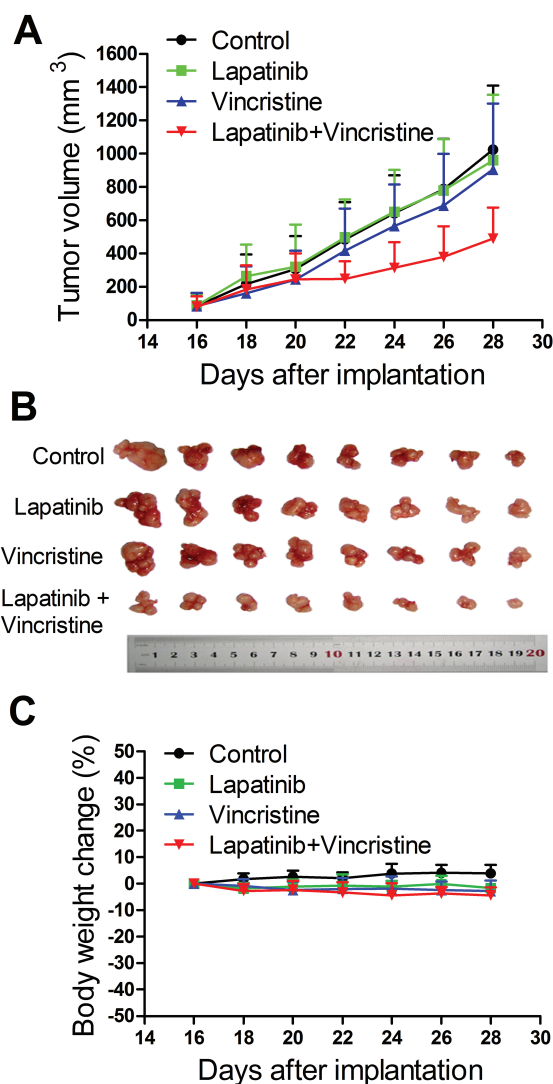 A
Control
Lapatinib
Vincristine
Lapatinib+Vincristine
Tumor volume (mm 3)
1600
1400
1200
1000
800
600
400
200
0
14 16 18 20 22 24 26 28 30
Days after implantation
B
Control
Lapatinib
Vincristine
Lapatinib +
Vincristine
1 2 3 4 5 6 7 8 9 10 11 12 13 14 15 16 17 18 19 20
C
Control
Lapatinib
Vincristine
Lapatinib+Vincristine
Body weight change (%)
50
40
30
20
10
0
-10
-20
-30
-40
-50
14 16 18 20 22 24 26 28 30
Days after implantation